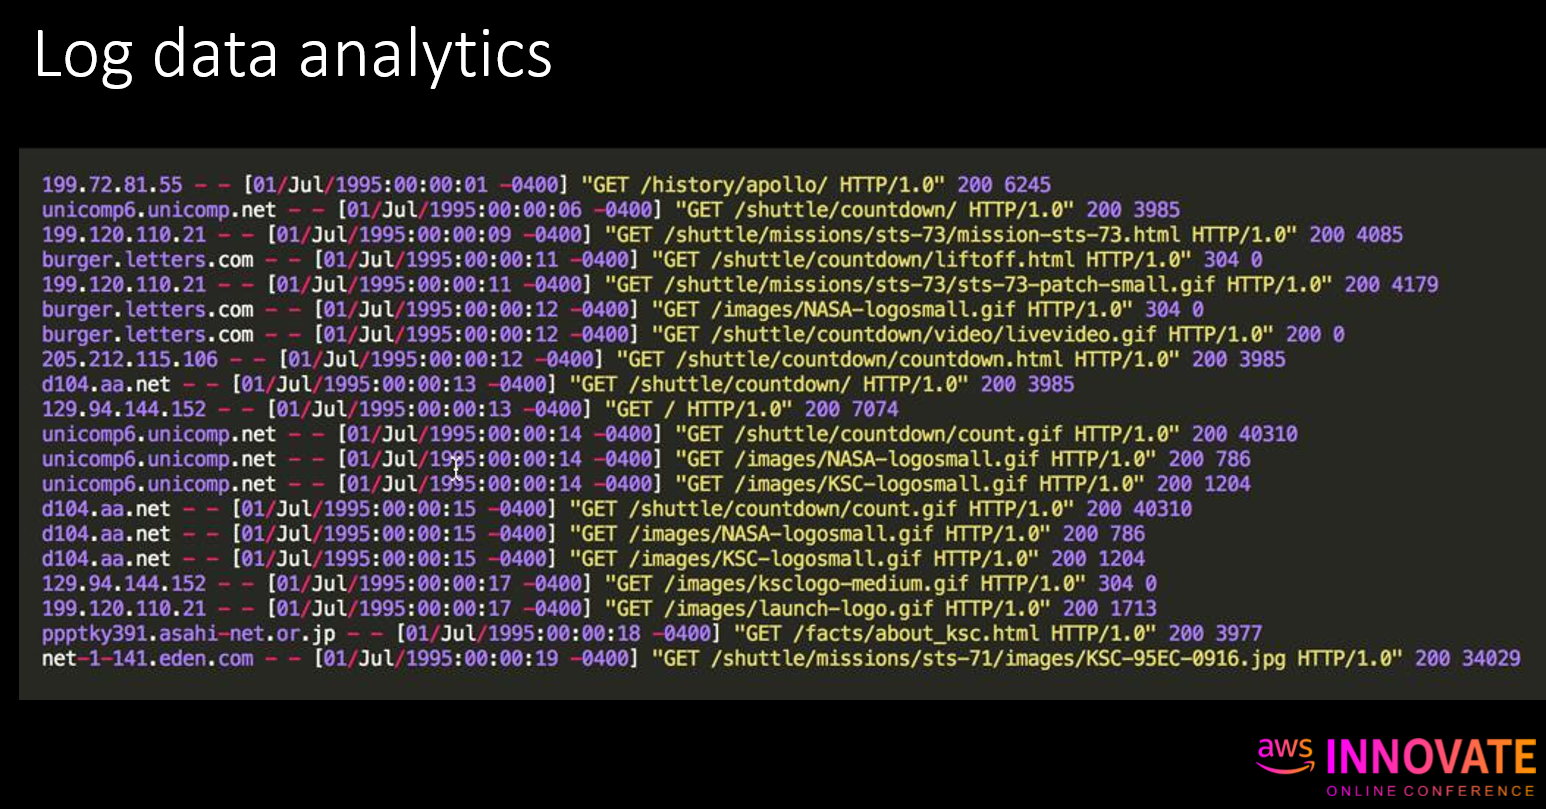 Log data analytics
199.72.81.55 - - [01/Jul/1995:00:00:01 -0400] "GET /history/apollo/ HTTP/1.0" 200 6245
unicomp6.unicomp.net - - [01/Jul/1995:00:00:06 -0400] "GET /shuttle/countdown/ HTTP/1.0" 200 3985
199.120.110.21 - - [01/Jul/1995:00:00:09 -0400] "GET /shuttle/missions/sts-73/mission-sts-73.html HTTP/1.0" 200 4085
burger.letters.com - - [01/Jul/1995:00:00:11 -0400] "GET /shuttle/countdown/liftoff.html HTTP/1.0" 304 0
199.120.110.21 - - [01/Jul/1995:00:00:11 -0400] "GET /shuttle/missions/sts-73/sts-73-patch-small.gif HTTP/1.0" 200 4179
burger.letters.com - - [01/Jul/1995:00:00:12 -0400] "GET /images/NASA-logosmall.gif HTTP/1.0" 304 0
burger.letters.com - - [01/Jul/1995:00:00:12 -0400] "GET /shuttle/countdown/video/livevideo.gif HTTP/1.0" 200 0
205.212.115.106 - - [01/Jul/1995:00:00:12 -0400] "GET /shuttle/countdown/countdown.html HTTP/1.0" 200 3985
d104.aa.net - - [01/Jul/1995:00:00:13 -0400] "GET /shuttle/countdown/ HTTP/1.0" 200 3985
129.94.144.152 - - [01/Jul/1995:00:00:13 -0400] "GET / HTTP/1.0" 200 7074
unicomp6.unicomp.net - - [01/Jul/1995:00:00:14 -0400] "GET /shuttle/countdown/count.gif HTTP/1.0" 200 40310
unicomp6.unicomp.net - - [01/Jul/1995:00:00:14 -0400] "GET /images/NASA-logosmall.gif HTTP/1.0" 200 786
unicomp6.unicomp.net - - [01/Jul/1995:00:00:14 -0400] "GET /images/KSC-logosmall.gif HTTP/1.0" 200 1204
d104.aa.net - - [01/Jul/1995:00:00:15 -0400] "GET /shuttle/countdown/count.gif HTTP/1.0" 200 40310
d104.aa.net - - [01/Jul/1995:00:00:15 -0400] "GET /images/NASA-logosmall.gif HTTP/1.0" 200 786
d104.aa.net - - [01/Jul/1995:00:00:15 -0400] "GET /images/KSC-logosmall.gif HTTP/1.0" 200 1204
129.94.144.152 - - [01/Jul/1995:00:00:17 -0400] "GET /images/ksclogo-medium.gif HTTP/1.0" 304 0
199.120.110.21 - - [01/Jul/1995:00:00:17 -0400] "GET /images/launch-logo.gif HTTP/1.0" 200 1713
ppptky391.asahi-net.or.jp - - [01/Jul/1995:00:00:18 -0400] "GET /facts/about_ksc.html HTTP/1.0" 200 3977
net-1-141.eden.com - - [01/Jul/1995:00:00:19 -0400] "GET /shuttle/missions/sts-71/images/KSC-95EC-0916.jpg HTTP/1.0" 200 34029
aws INNOVATE
ONLINE CONFERENCE